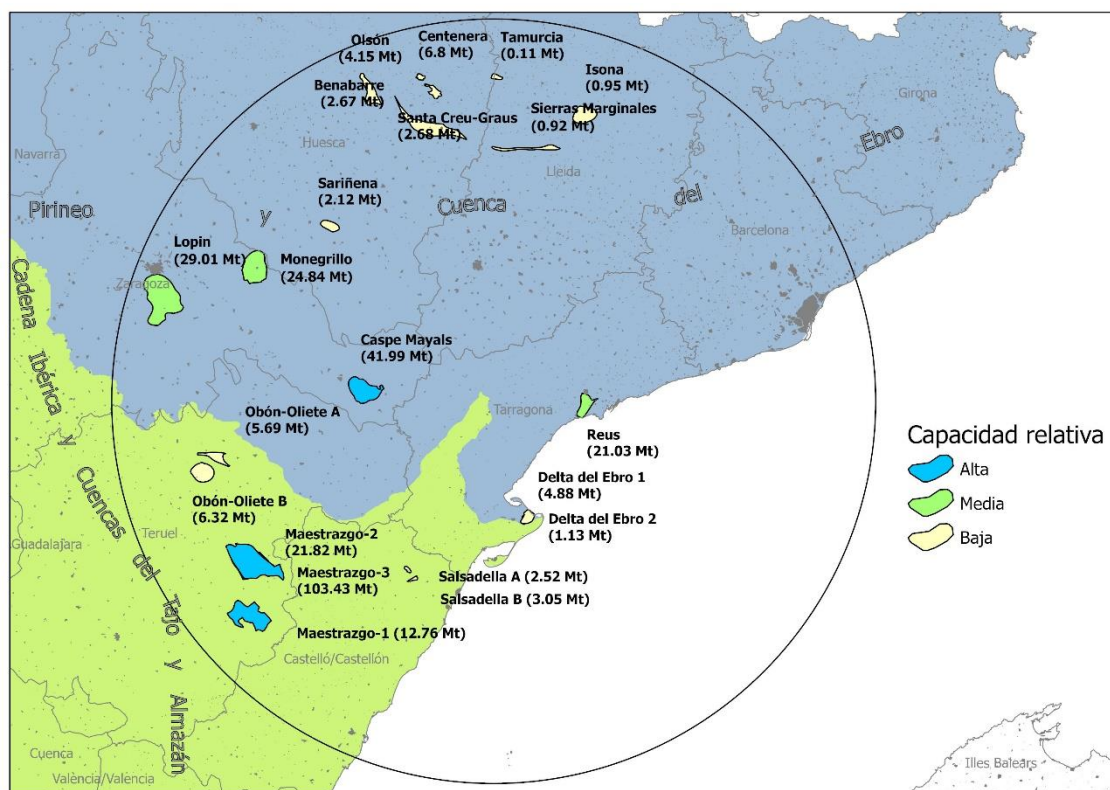 Olsón
(4.15 Mt)
Centenera
(6.8 Mt)
Tamurcia
(0.11 Mt)
Isona
(0.95 Mt)
Benabarre
(2.67 Mt)
Santa Creu-Graus
(2.68 Mt)
Sierras Marginales
(0.92 Mt)
Girona
Navarra
Huesca
Lleida
Ebro
Pirineo
y
Cuenca
del
Sariñena
(2.12 Mt)
Barcelona
Lopin
(29.01 Mt)
Monegrillo
(24.84 Mt)
Zaragoza
Cadena Ibérica y Cuencas del Tajo y Almazán
Caspe Mayals
(41.99 Mt)
Obón-Oliete A
(5.69 Mt)
Tarragona
Reus
(21.03 Mt)
Capacidad relativa
Alta
Media
Baja
Delta del Ebro 1
(4.88 Mt)
Obón-Oliete B
(6.32 Mt)
Delta del Ebro 2
(1.13 Mt)
Teruel
Guadalajara
Maestrazgo-2
(21.82 Mt)
Maestrazgo-3
(103.43 Mt)
Salsadella A (2.52 Mt)
Salsadella B (3.05 Mt)
Maestrazgo-1 (12.76 Mt)
Castelló/Castellón
Cuenca
València/Valencia
Illes Balears